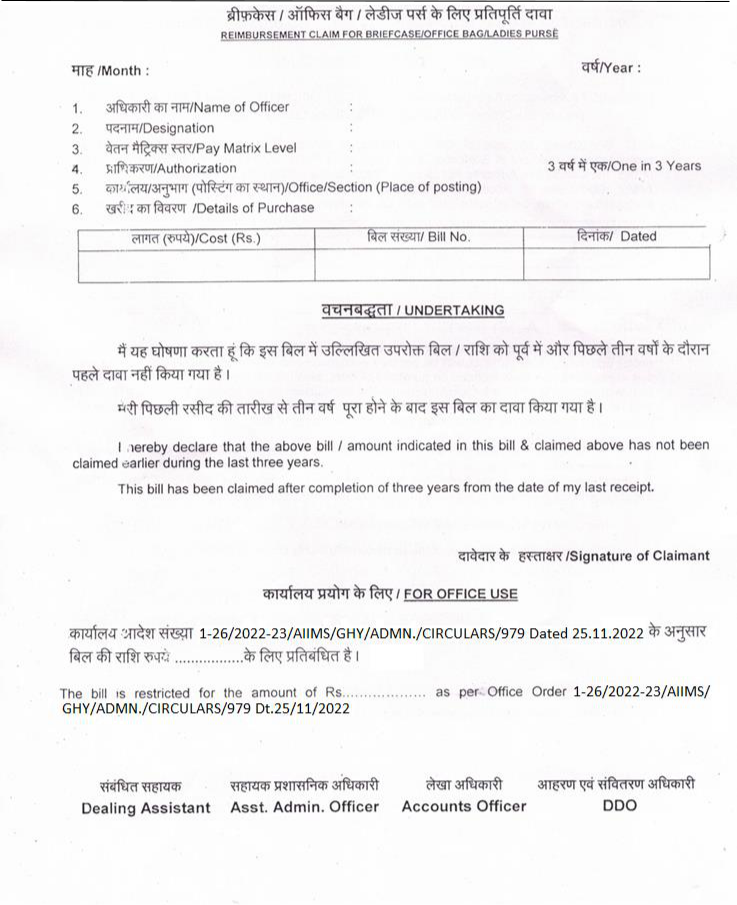 ब्रीफ़केस / ऑफिस बैग / लेडीज पर्स के लिए प्रतिपूर्ति दावा
REIMBURSEMENT CLAIM FOR BRIEFCASE/OFFICE BAG/LADIES PURSE
माह /Month : वर्ष/Year :
1. अधिकारी का नाम/Name of Officer :
2. पदनाम/Designation :
3. वेतन मैट्रिक्स स्तर/Pay Matrix Level :
4. प्राधिकरण/Authorization : 3 वर्ष में एक/One in 3 Years
5. कार्यालय/अनुभाग (पोस्टिंग का स्थान)/Office/Section (Place of posting)
6. खरीद का विवरण /Details of Purchase :
लागत (रुपये)/Cost (Rs.) बिल संख्या/ Bill No. दिनांक/ Dated
वचनबद्धता / UNDERTAKING
मैं यह घोषणा करता हूं कि इस बिल में उल्लिखित उपरोक्त बिल / राशि को पूर्व में और पिछले तीन वर्षों के दौरान
पहले दावा नहीं किया गया है ।
मेरी पिछली रसीद की तारीख से तीन वर्ष पूरा होने के बाद इस बिल का दावा किया गया है ।
I hereby declare that the above bill / amount indicated in this bill & claimed above has not been
claimed earlier during the last three years.
This bill has been claimed after completion of three years from the date of my last receipt.
दावेदार के हस्ताक्षर /Signature of Claimant
कार्यालय प्रयोग के लिए / FOR OFFICE USE
कार्यालय आदेश संख्या 1-26/2022-23/AIIMS/GHY/ADMN./CIRCULARS/979 Dated 25.11.2022 के अनुसार
बिल की राशि रुपये .................के लिए प्रतिबंधित है ।
The bill is restricted for the amount of Rs................... as per Office Order 1-26/2022-23/AIIMS/
GHY/ADMN./CIRCULARS/979 Dt.25/11/2022
संबंधित सहायक सहायक प्रशासनिक अधिकारी लेखा अधिकारी आहरण एवं संवितरण अधिकारी
Dealing Assistant Asst. Admin. Officer Accounts Officer DDO